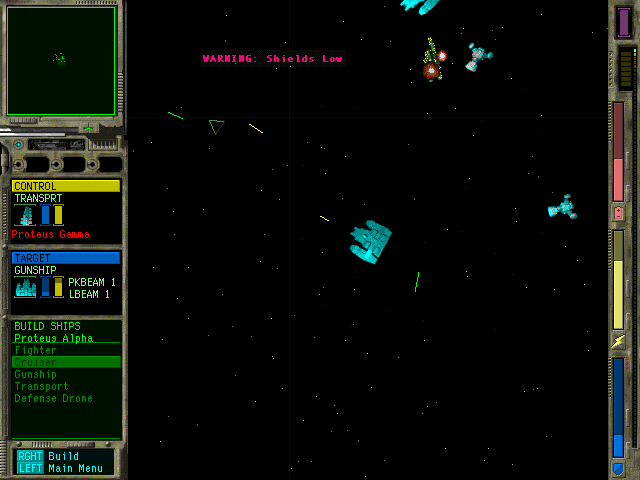 WARNING: Shields Low
CONTROL
TRANSPRT
Proteus Gamma
TARGET
GUNSHIP
PKBEAM 1
LBEAM 1
BUILD SHIPS
Proteus Alpha
Fighter
Cruiser
Gunship
Transport
Defense Drone
RGHT Build
LEFT Main Menu